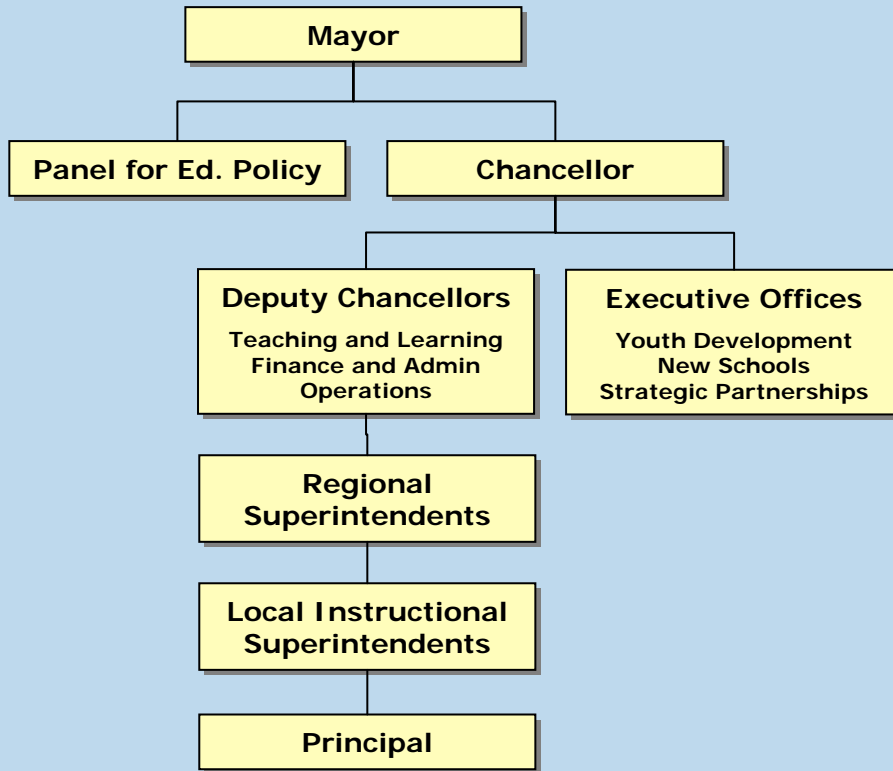 Mayor
Panel for Ed. Policy
Chancellor
Deputy Chancellors
Teaching and Learning
Finance and Admin
Operations
Executive Offices
Youth Development
New Schools
Strategic Partnerships
Regional
Superintendents
Local Instructional
Superintendents
Principal